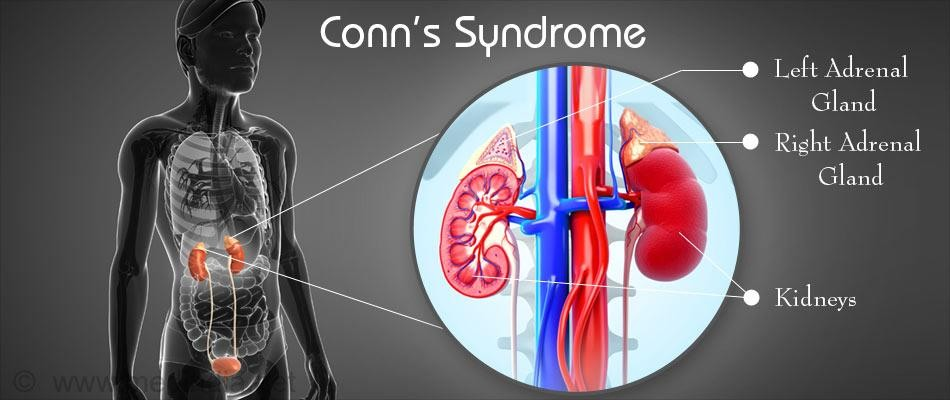 Conn's Syndrome
Left Adrenal
Gland
Right Adrenal
Gland
Kidneys
©